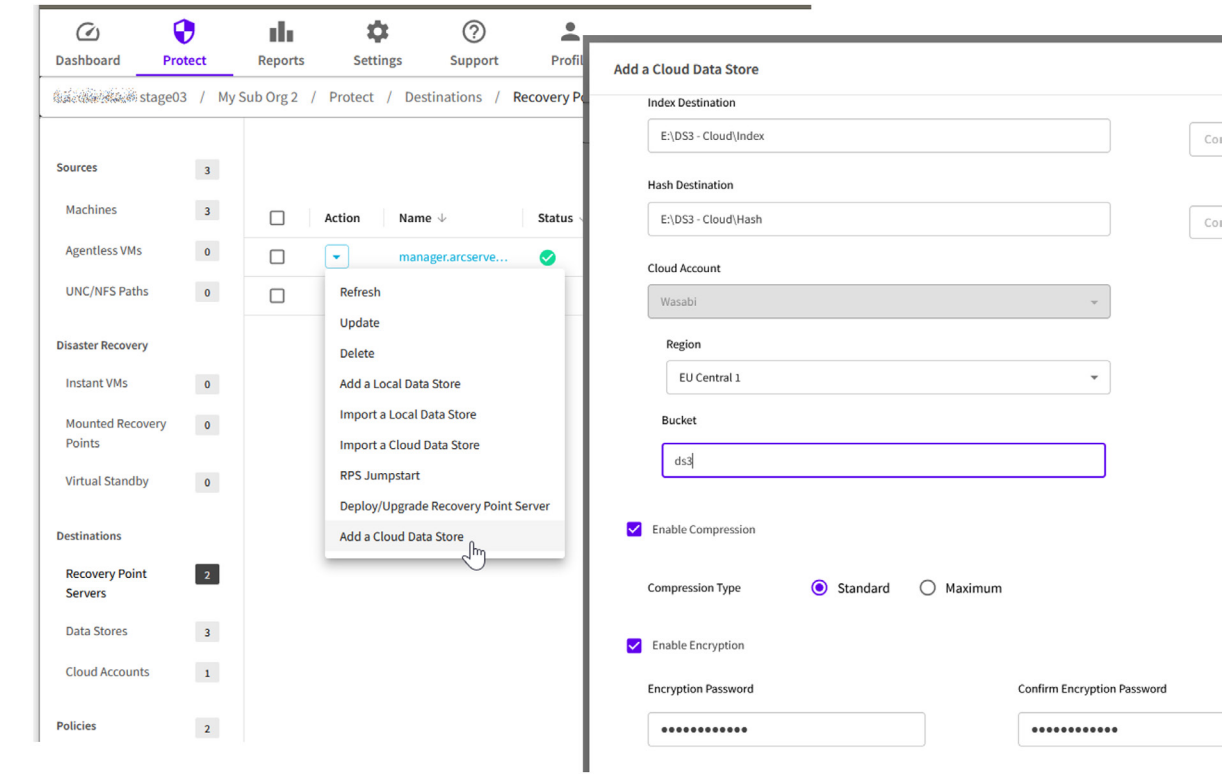 Dashboard
Protect
Reports
Settings
Support
Profil
stage03 / My Sub Org 2 / Protect / Destinations / Recovery Po
Sources 3
Machines 3
Agentless VMs 0
UNC/NFS Paths 0
Disaster Recovery
Instant VMs 0
Mounted Recovery
Points 0
Virtual Standby 0
Destinations
Recovery Point
Servers 2
Data Stores 3
Cloud Accounts 1
Policies 2
Action Name Status
manager.arcserve...
Refresh
Update
Delete
Add a Local Data Store
Import a Local Data Store
Import a Cloud Data Store
RPS Jumpstart
Deploy/Upgrade Recovery Point Server
Add a Cloud Data Store
Add a Cloud Data Store
Index Destination
E:\DS3 - Cloud\Index
Hash Destination
E:\DS3 - Cloud\Hash
Cloud Account
Wasabi
Region
EU Central 1
Bucket
ds3
Enable Compression
Compression Type Standard Maximum
Enable Encryption
Encryption Password Confirm Encryption Password